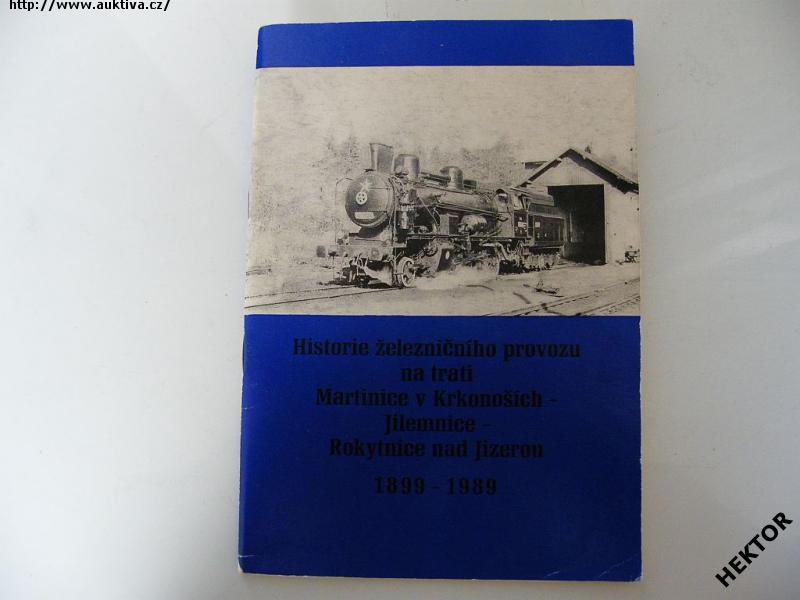 http://www.auktiva.cz/
Historie železničního provozu
na trati
Martinice v Krkonoších -
Jilemnice -
Rokytnice nad Jizerou
1899 - 1989
HEKTOR